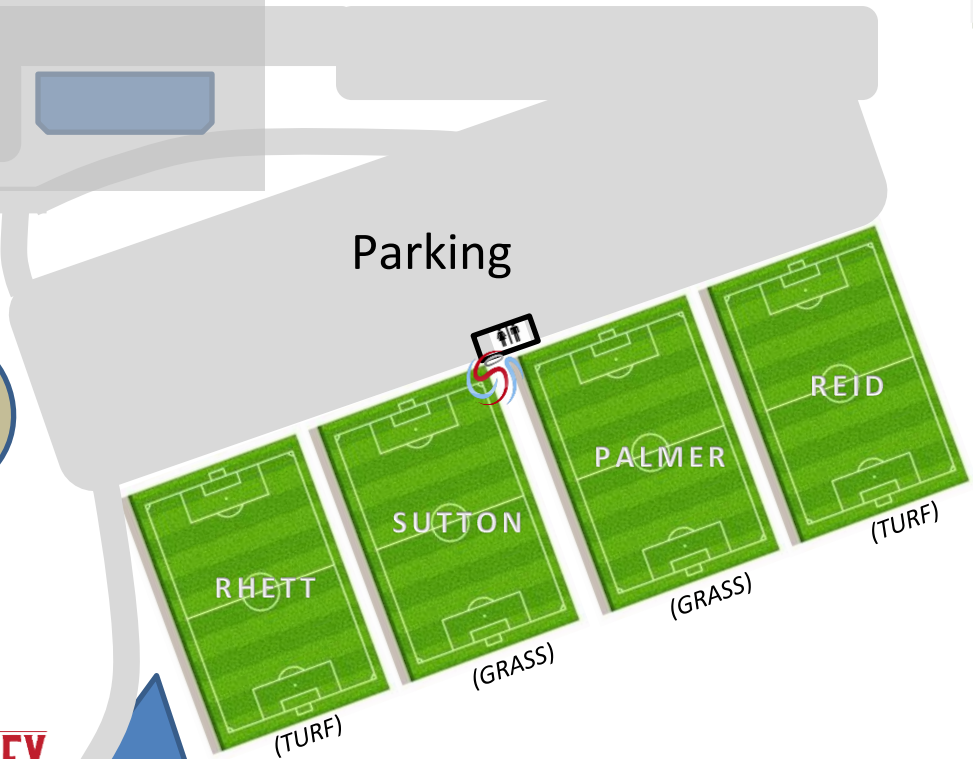 Parking
REID
PALMER
SUTTON
RHETT
(TURF)
(GRASS)
(GRASS)
(TURF)